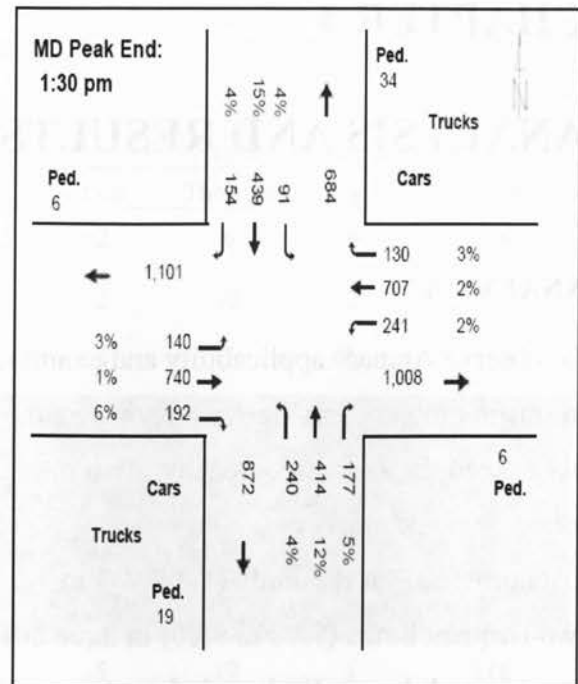 MD Peak End:
1:30 pm
4% 15% 4%
154 439 91 684
Ped.
34
N
Trucks
Cars
Ped.
6
130 3%
707 2%
241 2%
1,101
3% 140
1% 740
6% 192
1,008
872 240 414 177
4% 12% 5%
Cars
Trucks
Ped.
19
6
Ped.